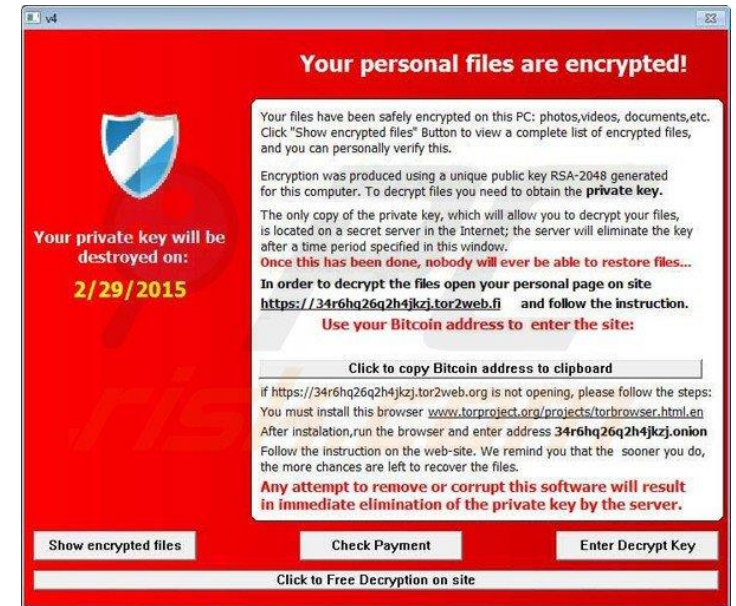 v4
Your personal files are encrypted!
Your files have been safely encrypted on this PC: photos,videos, documents,etc.
Click "Show encrypted files" Button to view a complete list of encrypted files,
and you can personally verify this.
Encryption was produced using a unique public key RSA-2048 generated
for this computer. To decrypt files you need to obtain the private key.
The only copy of the private key, which will allow you to decrypt your files,
is located on a secret server in the Internet; the server will eliminate the key
after a time period specified in this window.
Once this has been done, nobody will ever be able to restore files...
In order to decrypt the files open your personal page on site
https://34r6hq26q2h4jkzj.tor2web.fi and follow the instruction.
Use your Bitcoin address to enter the site:
Click to copy Bitcoin address to clipboard
if https://34r6hq26q2h4jkzj.tor2web.org is not opening, please follow the steps:
You must install this browser www.torproject.org/projects/torbrowser.html.en
After instalation,run the browser and enter address 34r6hq26q2h4jkzj.onion
Follow the instruction on the web-site. We remind you that the sooner you do,
the more chances are left to recover the files.
Any attempt to remove or corrupt this software will result
in immediate elimination of the private key by the server.
Your private key will be
destroyed on:
2/29/2015
Show encrypted files
Check Payment
Enter Decrypt Key
Click to Free Decryption on site